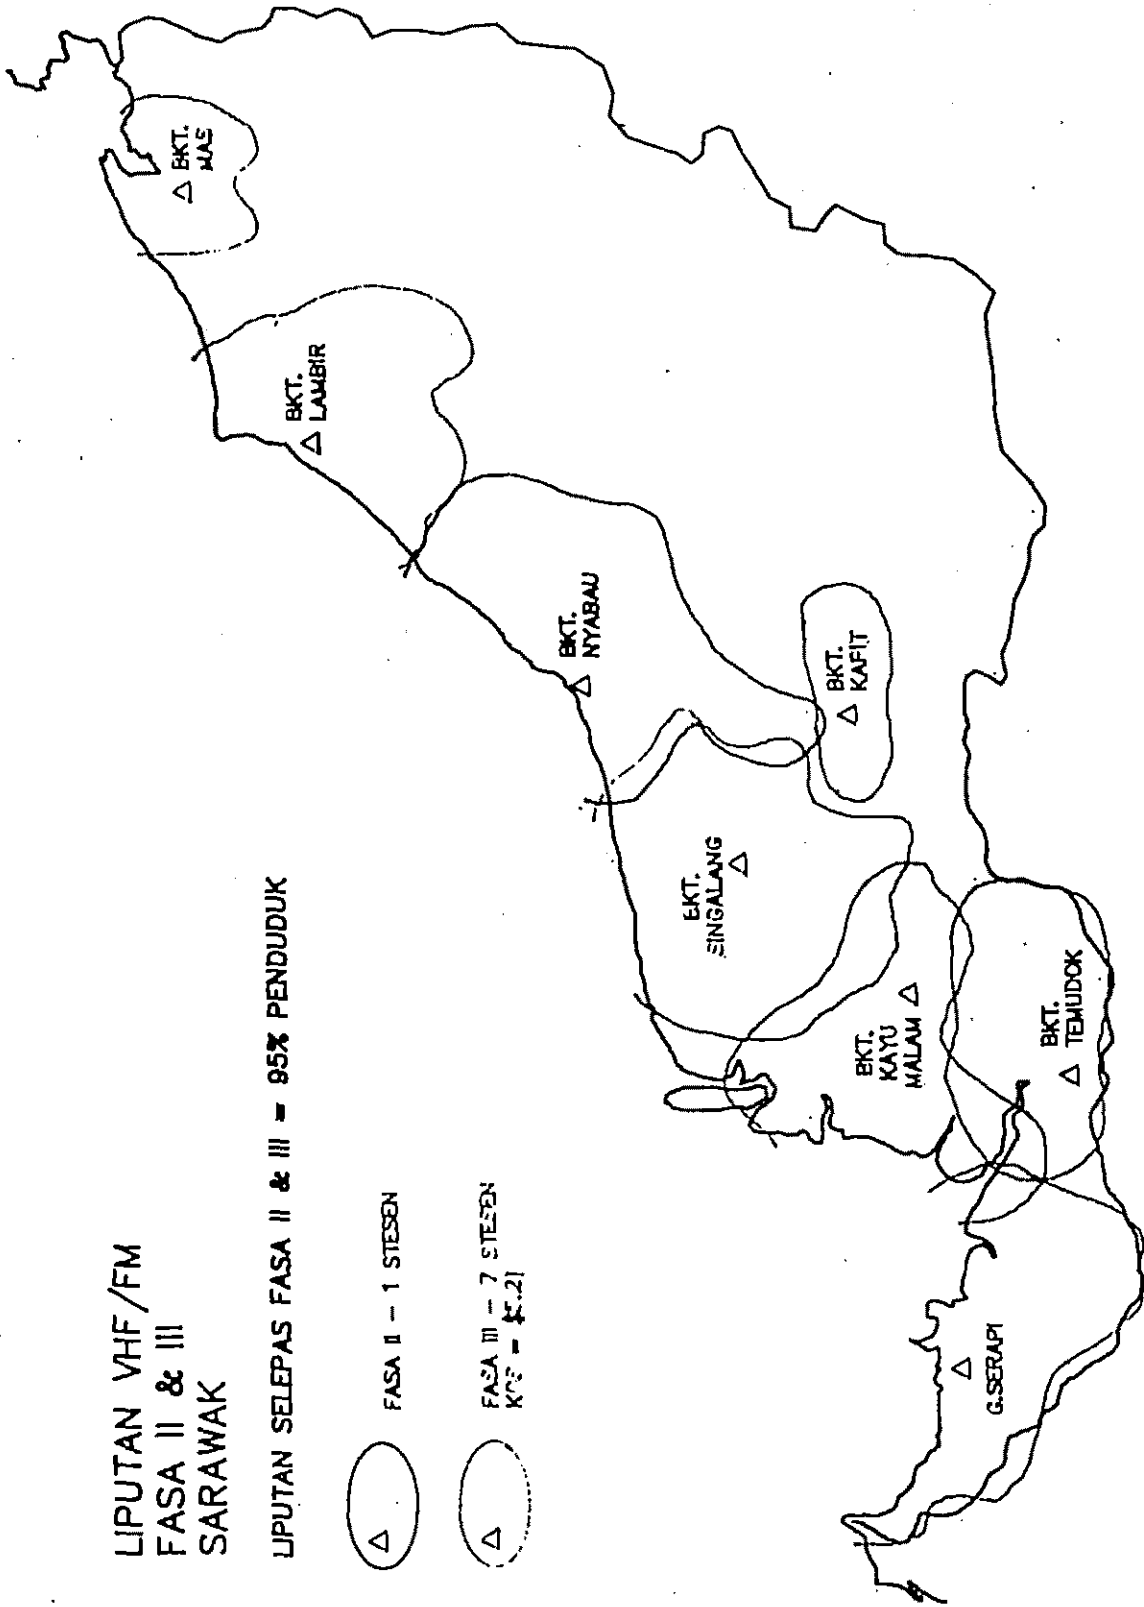 LIPUTAN VHF/FM
FASA II & III
SARAWAK
LIPUTAN SELEPAS FASA II & III = 95% PENDUDUK
FASA II - 1 STESEN
FASA III - 7 STESEN
BKT.
MAS
BKT.
LAMBIR
BKT.
NYABAU
BKT.
KAPIT
BKT.
SINGALANG
BKT.
KAYU
MALAM
BKT.
TEMUDOK
G.SERAPI